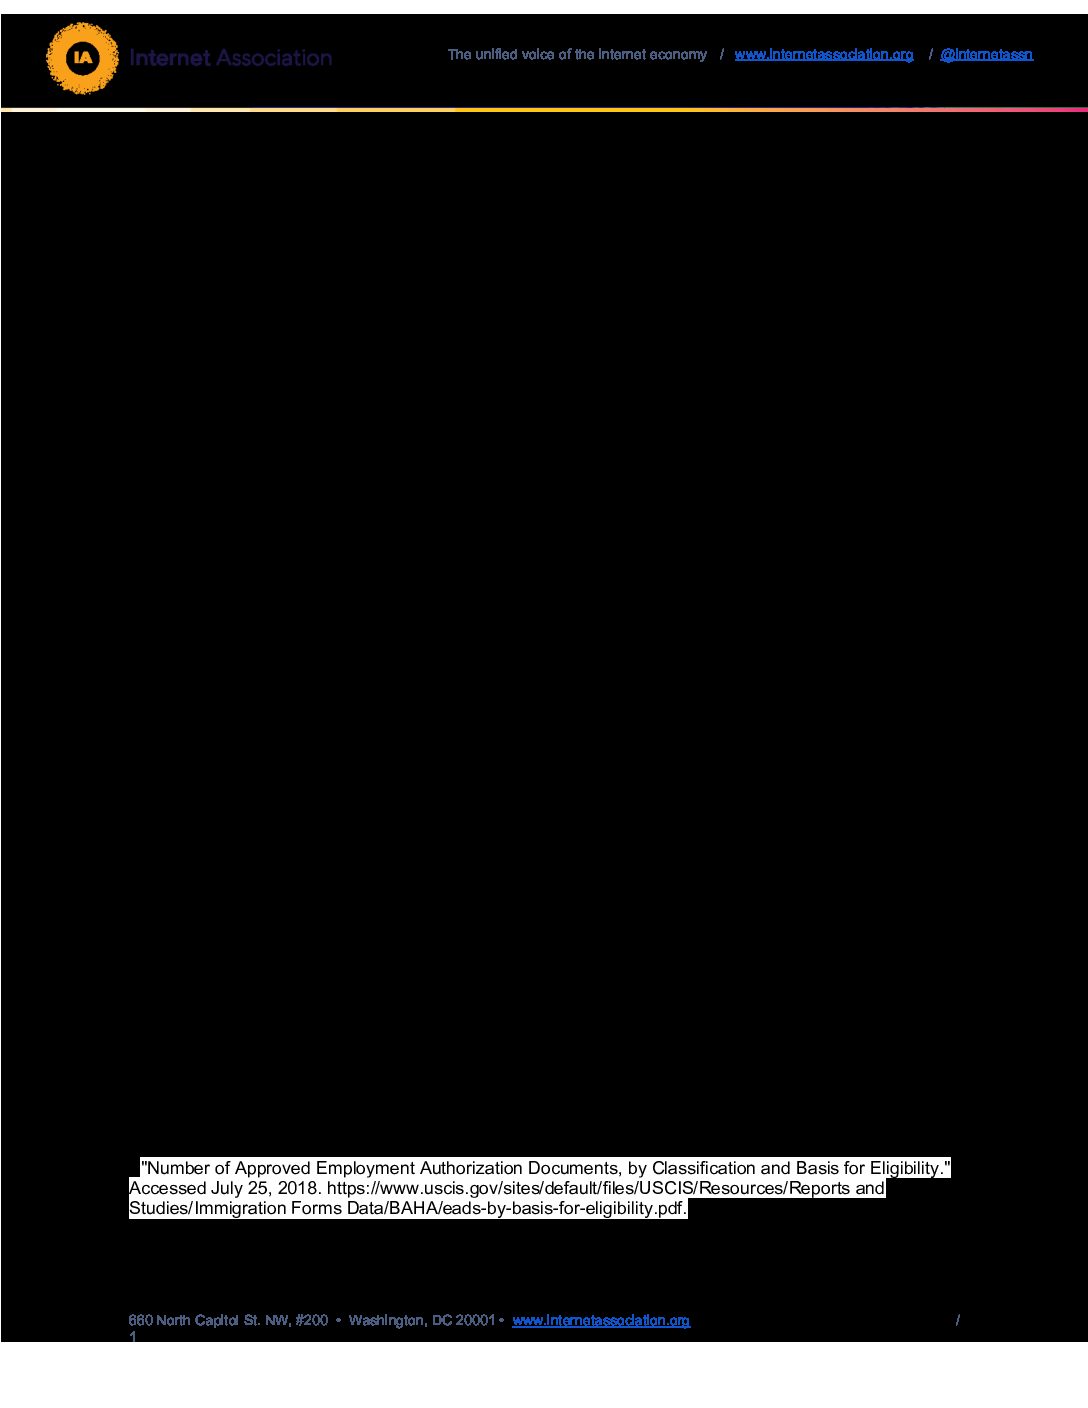 IA Internet Association The unified voice of the internet economy / www.internetassociation.org / @internetassn
"Number of Approved Employment Authorization Documents, by Classification and Basis for Eligibility."
Accessed July 25, 2018. https://www.uscis.gov/sites/default/files/USCIS/Resources/Reports and
Studies/Immigration Forms Data/BAHA/eads-by-basis-for-eligibility.pdf.
660 North Capitol St. NW, #200 • Washington, DC 20001 • www.internetassociation.org /
1